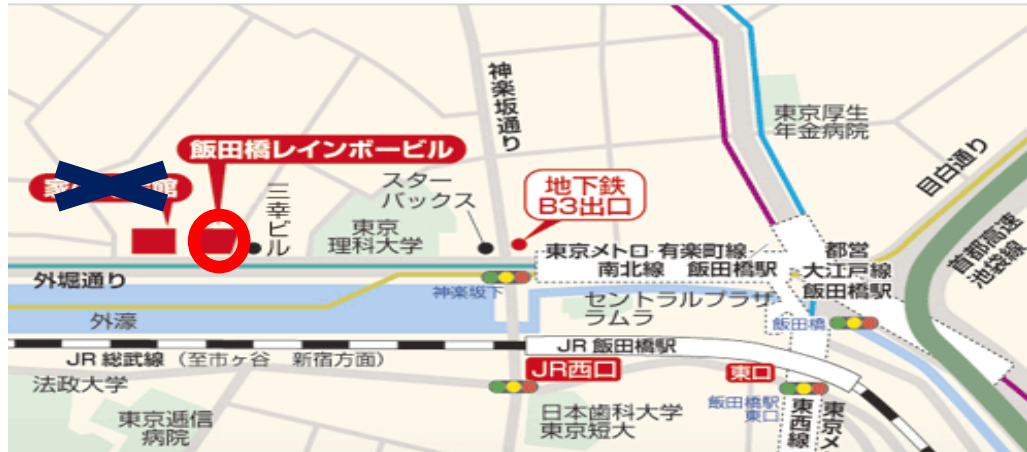 神楽坂通り
東京厚生
年金病院
目白通り
飯田橋レインボービル
館
スター
バックス
地下鉄
B3出口
三幸ビル
東京
理科大学
首都高速
池袋線
東京メトロ 有楽町線
南北線 飯田橋駅
都営
大江戸線
飯田橋駅
外堀通り
神楽坂下
セントラルプラザ
ラムラ
外濠
飯田橋
JR 総武線(至市ヶ谷 新宿方面)
JR 飯田橋駅
法政大学
JR西口
東口
東京逓信
病院
日本歯科大学
東京短大
飯田橋駅
東口
東西線
東京メ